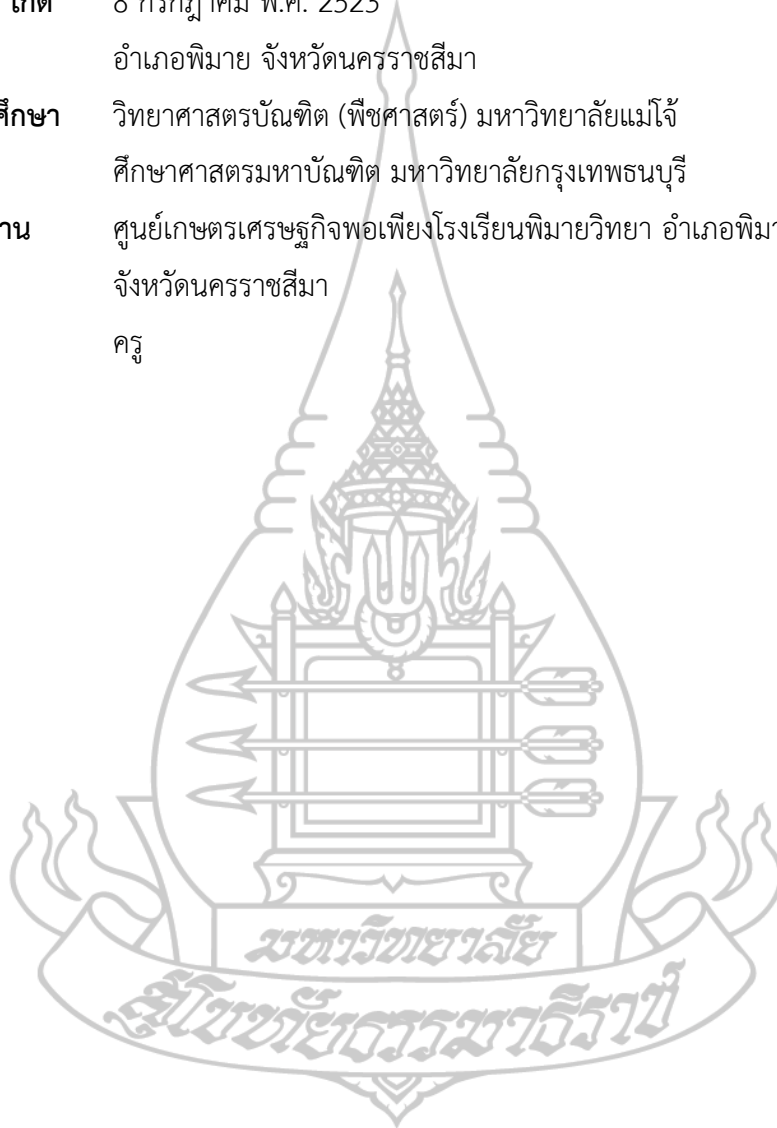 เกิด 8 กรกฎาคม พ.ศ. 2523
อำเภอพิมาย จังหวัดนครราชสีมา
ศึกษา วิทยาศาสตรบัณฑิต (พืชศาสตร์) มหาวิทยาลัยแม่โจ้
ศึกษาศาสตรมหาบัณฑิต มหาวิทยาลัยกรุงเทพธนบุรี
าน ศูนย์เกษตรเศรษฐกิจพอเพียงโรงเรียนพิมายวิทยา อำเภอพิมา
จังหวัดนครราชสีมา
ครู
มหาวิทยาลัย
สุโขทัยธรรมาธิราช